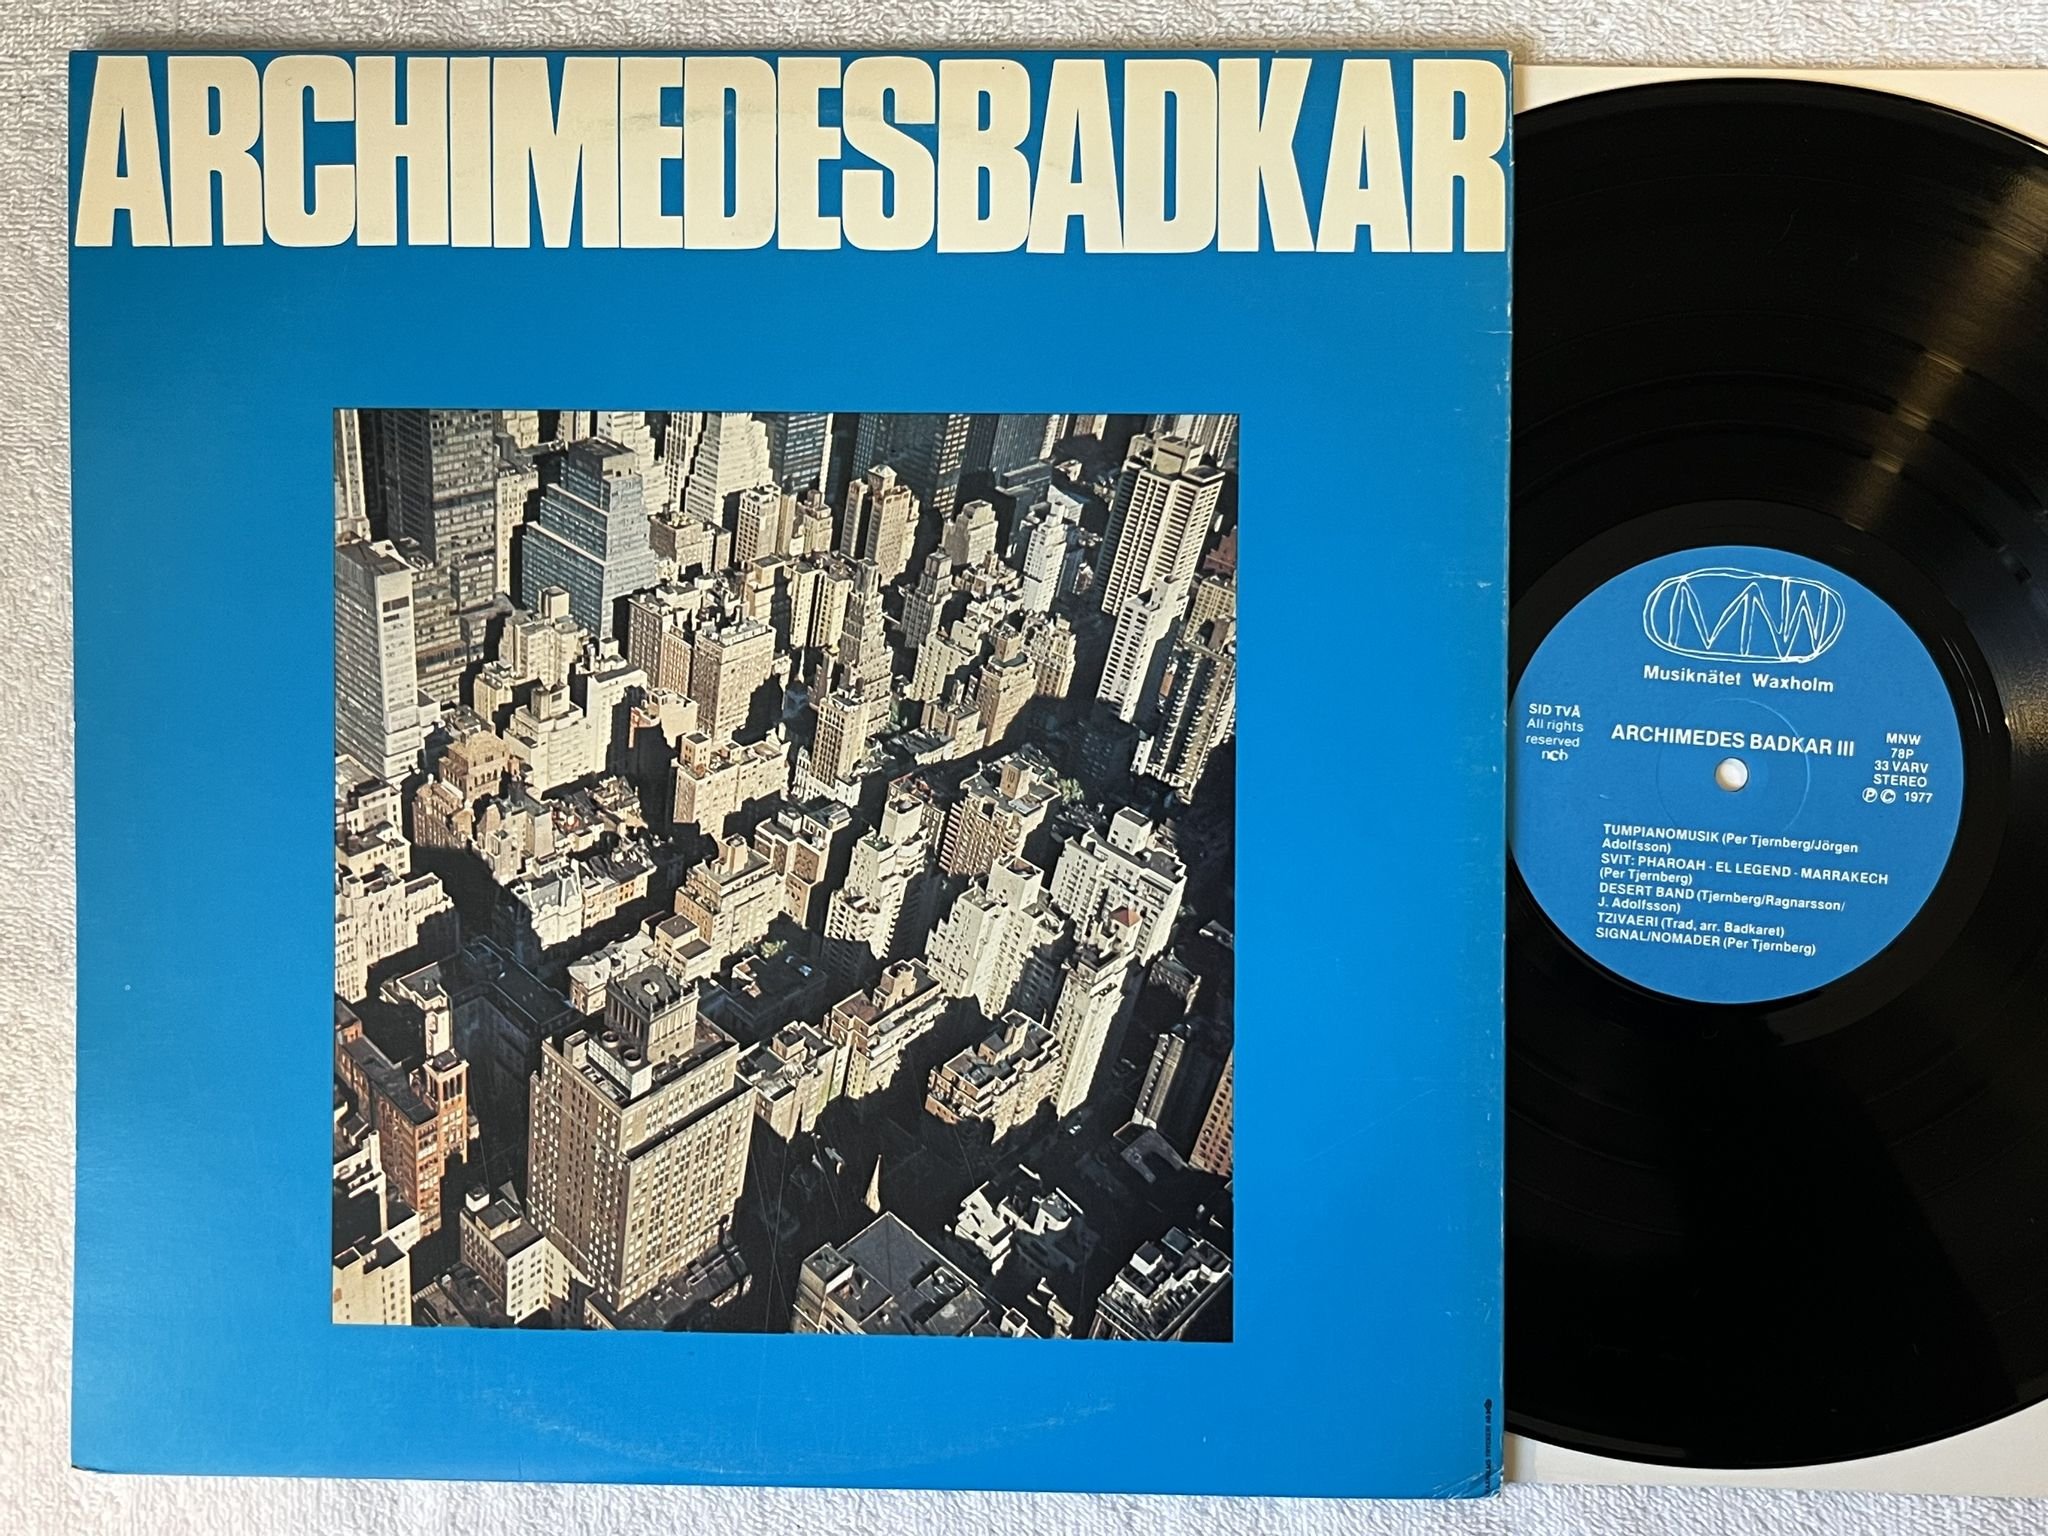 ARCHIMEDESBADKAR
MNW
Musiknätet Waxholm
SID TVÅ
All rights
reserved
ncb
ARCHIMEDES BADKAR III
MNW
78P
33 VARV
STEREO
Ⓟ © 1977
TUMPIANOMUSIK (Per Tjernberg/Jörgen
Adolfsson)
SVIT: PHAROAH - EL LEGEND - MARRAKECH
(Per Tjernberg)
DESERT BAND (Tjernberg/Ragnarsson/
J. Adolfsson)
TZIVAERI (Trad, arr. Badkaret)
SIGNAL/NOMADER (Per Tjernberg)